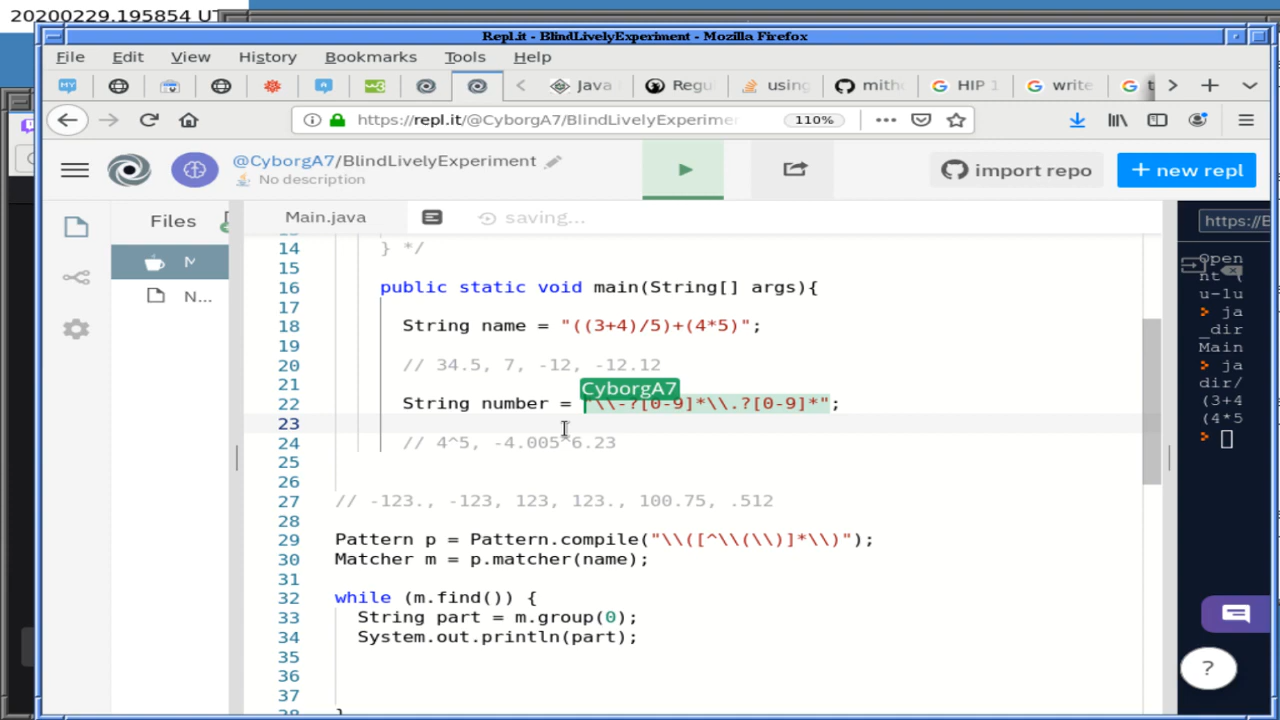 20200229.195854 UT
Repl.it - BlindLivelyExperiment - Mozilla Firefox
File Edit View History Bookmarks Tools Help
Java Regu using mith HIP 1 write t
https://repl.it/@CyborgA7/BlindLivelyExperimer 110%
@CyborgA7/BlindLivelyExperiment
No description
import repo
+ new repl
Files
Main.java
saving...
https://E
M
N...
14 } */
15
16 public static void main(String[] args){
17
18 String name = "((3+4)/5)+(4*5)";
19
20 // 34.5, 7, -12, -12.12
21
CyborgA7
22 String number = "\\-?[0-9]*\\.?[0-9]*";
23
24 // 4^5, -4.005^6.23
25
26
27 // -123., -123, 123, 123., 100.75, .512
28
29 Pattern p = Pattern.compile("\\([^\\(\\)]*\\)");
30 Matcher m = p.matcher(name);
31
32 while (m.find()) {
33 String part = m.group(0);
34 System.out.println(part);
35
36
37
Open
nt (
u-lu
ja
_dir
Main
ja
dir/
(3+4
(4*5
?